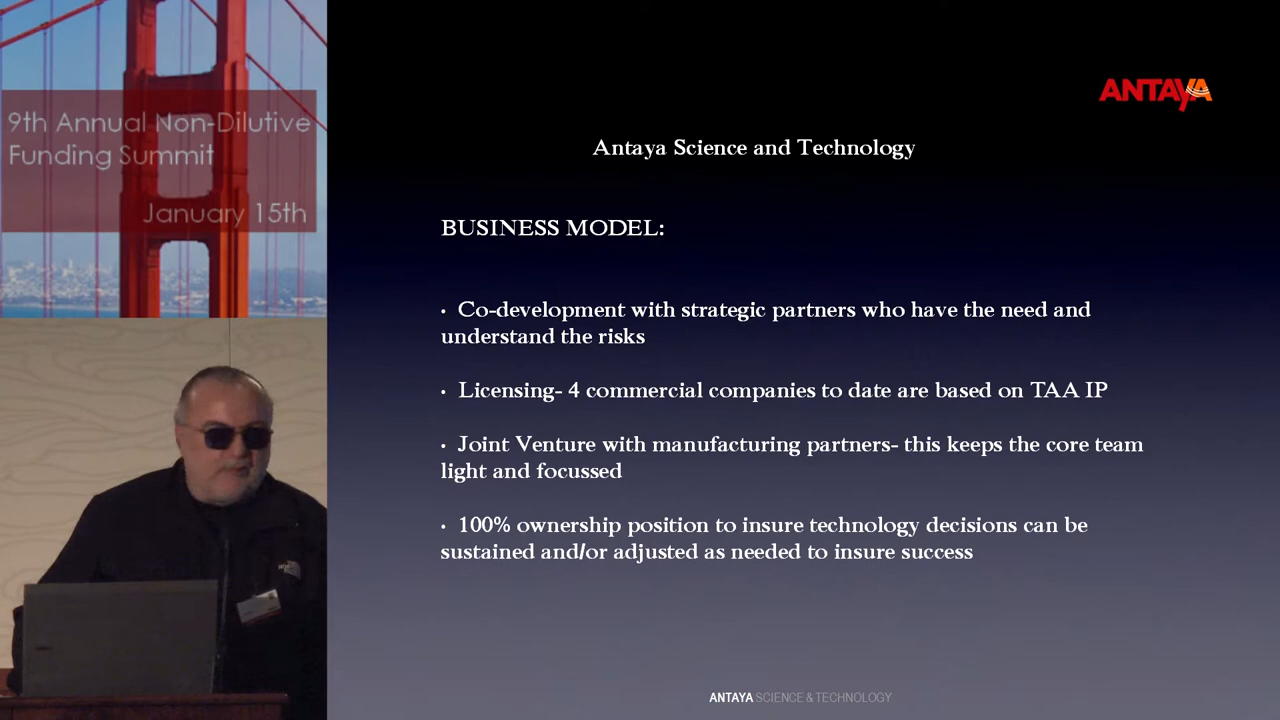 9th Annual Non-Dilutive
Funding Summit
January 15th
ANTAYA
Antaya Science and Technology
BUSINESS MODEL:
• Co-development with strategic partners who have the need and
understand the risks
• Licensing- 4 commercial companies to date are based on TAA IP
• Joint Venture with manufacturing partners- this keeps the core team
light and focussed
• 100% ownership position to insure technology decisions can be
sustained and/or adjusted as needed to insure success
ANTAYA SCIENCE & TECHNOLOGY